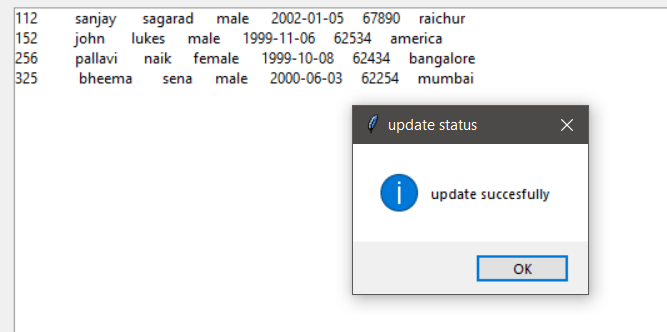 112 sanjay sagarad male 2002-01-05 67890 raichur
152 john lukes male 1999-11-06 62534 america
256 pallavi naik female 1999-10-08 62434 bangalore
325 bheema sena male 2000-06-03 62254 mumbai
update status
update succesfully
OK